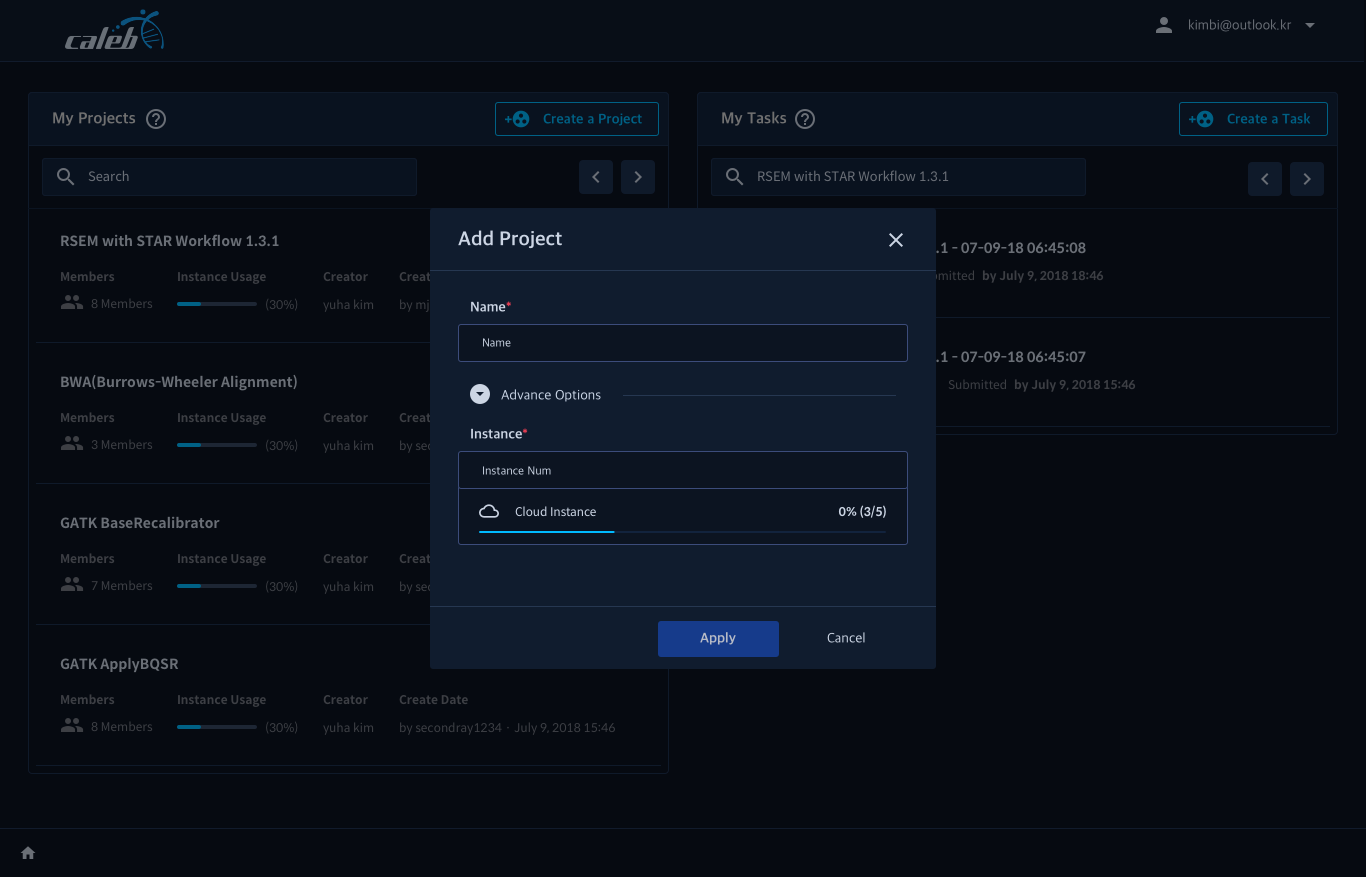 caleb
kimbi@outlook.kr
My Projects ?
+ Create a Project
Search
RSEM with STAR Workflow 1.3.1
Members Instance Usage Creator Creat
8 Members (30%) yuha kim by mj
BWA(Burrows-Wheeler Alignment)
Members Instance Usage Creator Creat
3 Members (30%) yuha kim by sec
GATK BaseRecalibrator
Members Instance Usage Creator Creat
7 Members (30%) yuha kim by sec
GATK ApplyBQSR
Members Instance Usage Creator Create Date
8 Members (30%) yuha kim by secondray1234 · July 9, 2018 15:46
My Tasks ?
+ Create a Task
RSEM with STAR Workflow 1.3.1
.1 - 07-09-18 06:45:08
mitted by July 9, 2018 18:46
.1 - 07-09-18 06:45:07
Submitted by July 9, 2018 15:46
Add Project
Name*
Name
Advance Options
Instance*
Instance Num
Cloud Instance 0% (3/5)
Apply Cancel